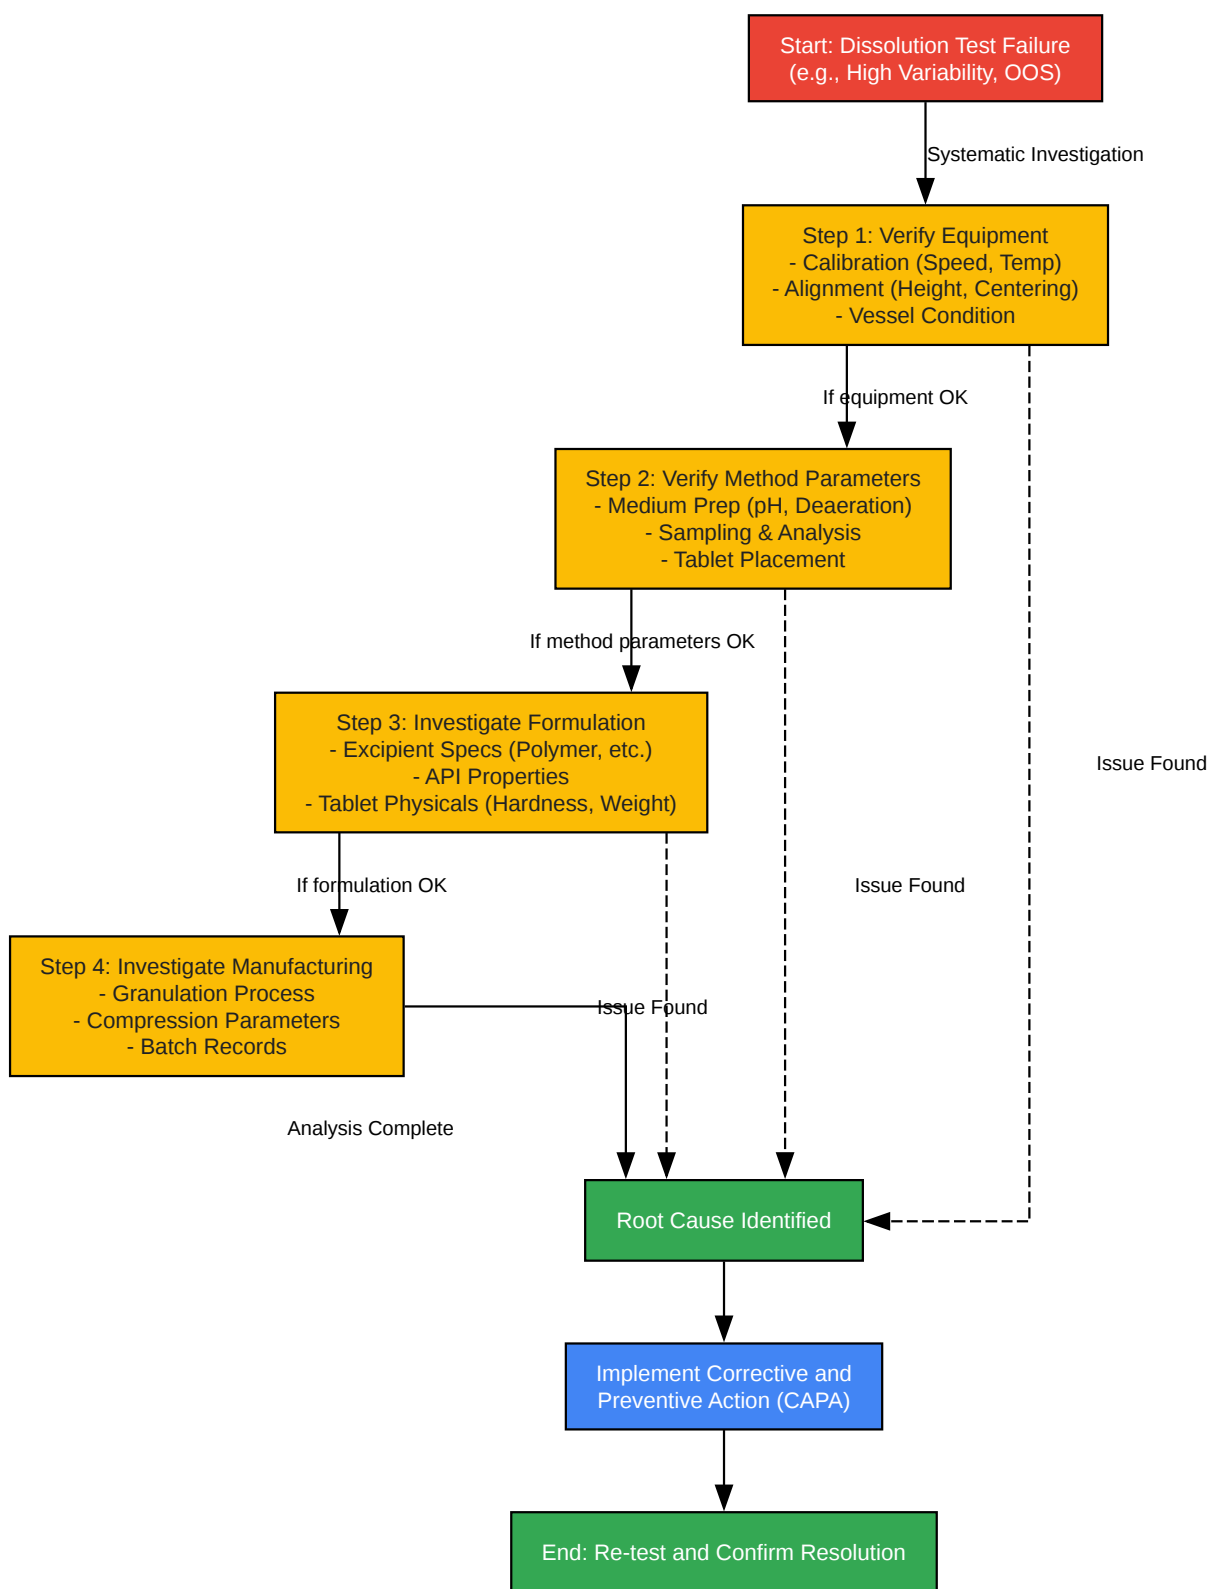 Start: Dissolution Test Failure
(e.g., High Variability, OOS)
Systematic Investigation
Step 1: Verify Equipment
- Calibration (Speed, Temp)
- Alignment (Height, Centering)
- Vessel Condition
If equipment OK
Step 2: Verify Method Parameters
- Medium Prep (pH, Deaeration)
- Sampling & Analysis
- Tablet Placement
If method parameters OK
Step 3: Investigate Formulation
- Excipient Specs (Polymer, etc.)
- API Properties
- Tablet Physicals (Hardness, Weight)
Issue Found
If formulation OK
Issue Found
Step 4: Investigate Manufacturing
- Granulation Process
- Compression Parameters
- Batch Records
Issue Found
Analysis Complete
Root Cause Identified
Implement Corrective and
Preventive Action (CAPA)
End: Re-test and Confirm Resolution